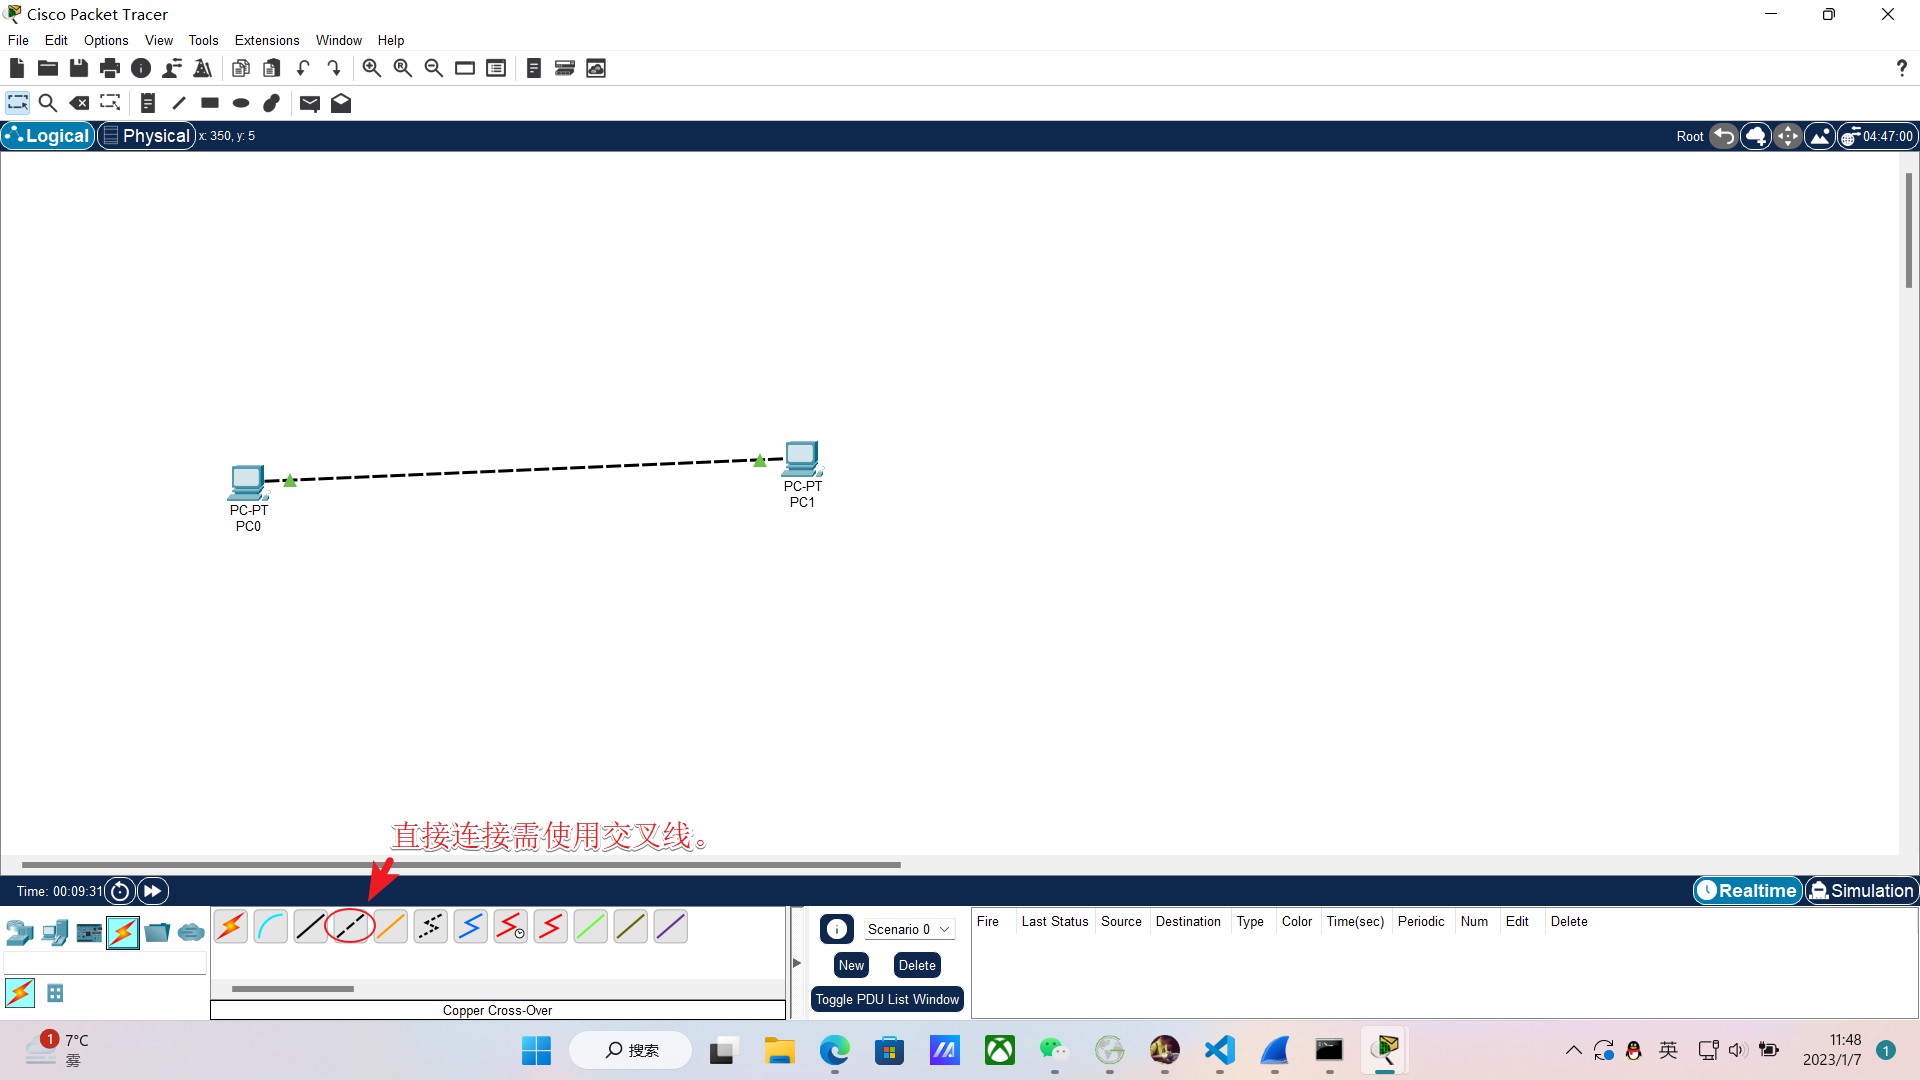 Cisco Packet Tracer
File Edit Options View Tools Extensions Window Help
?
Logical Physical x: 350, y: 5 Root 04:47:00
PC-PT
PC1
PC-PT
PC0
直接连接需使用交叉线。
Time: 00:09:31 Realtime Simulation
Scenario 0
New Delete
Toggle PDU List Window
Fire Last Status Source Destination Type Color Time(sec) Periodic Num Edit Delete
Copper Cross-Over
1 7°C
雾
搜索
英
11:48
2023/1/7
1